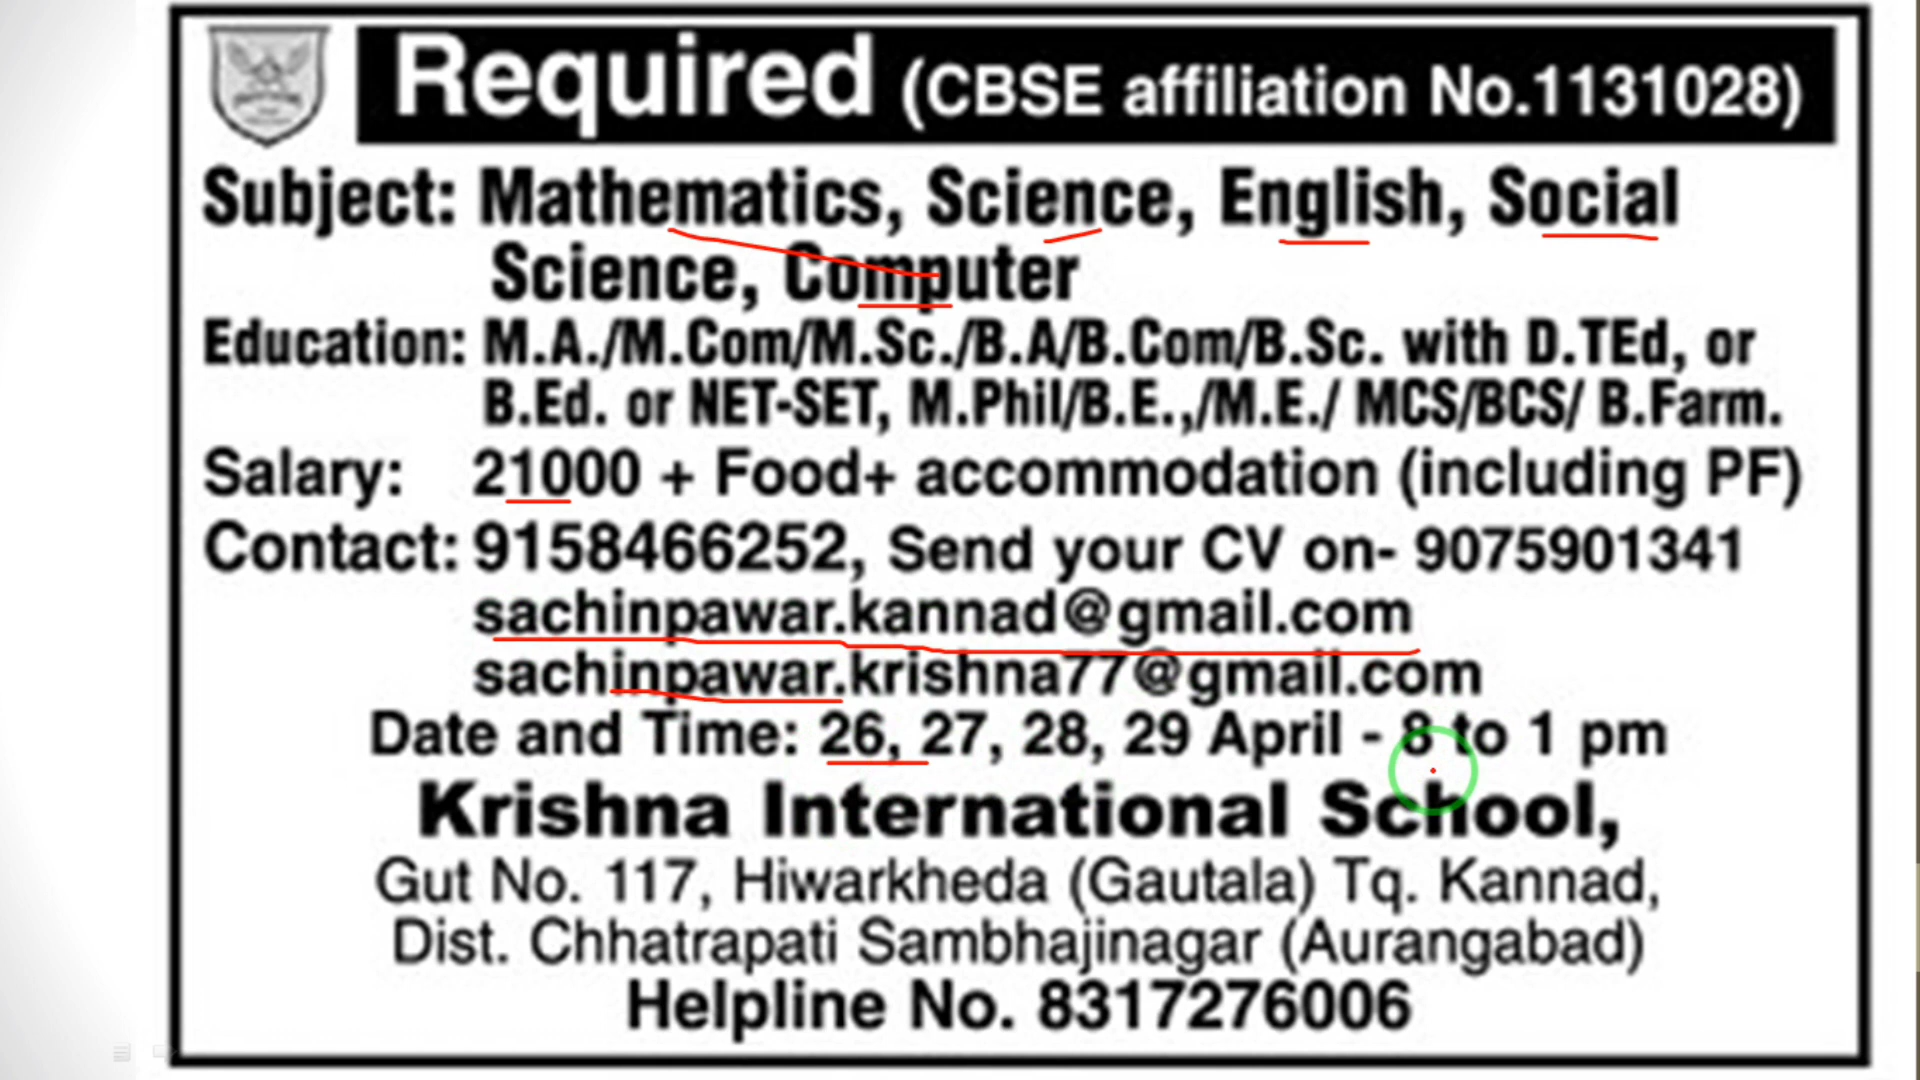 Required (CBSE affiliation No.1131028)
Subject: Mathematics, Science, English, Social
Science, Computer
Education: M.A./M.Com/M.Sc./B.A/B.Com/B.Sc. with D.TEd, or
B.Ed. or NET-SET, M.Phil/B.E.,/M.E./ MCS/BCS/ B.Farm.
Salary: 21000 + Food+ accommodation (including PF)
Contact: 9158466252, Send your CV on- 9075901341
sachinpawar.kannad@gmail.com
sachinpawar.krishna77@gmail.com
Date and Time: 26, 27, 28, 29 April - 8 to 1 pm
Krishna International School,
Gut No. 117, Hiwarkheda (Gautala) Tq. Kannad,
Dist. Chhatrapati Sambhajinagar (Aurangabad)
Helpline No. 8317276006